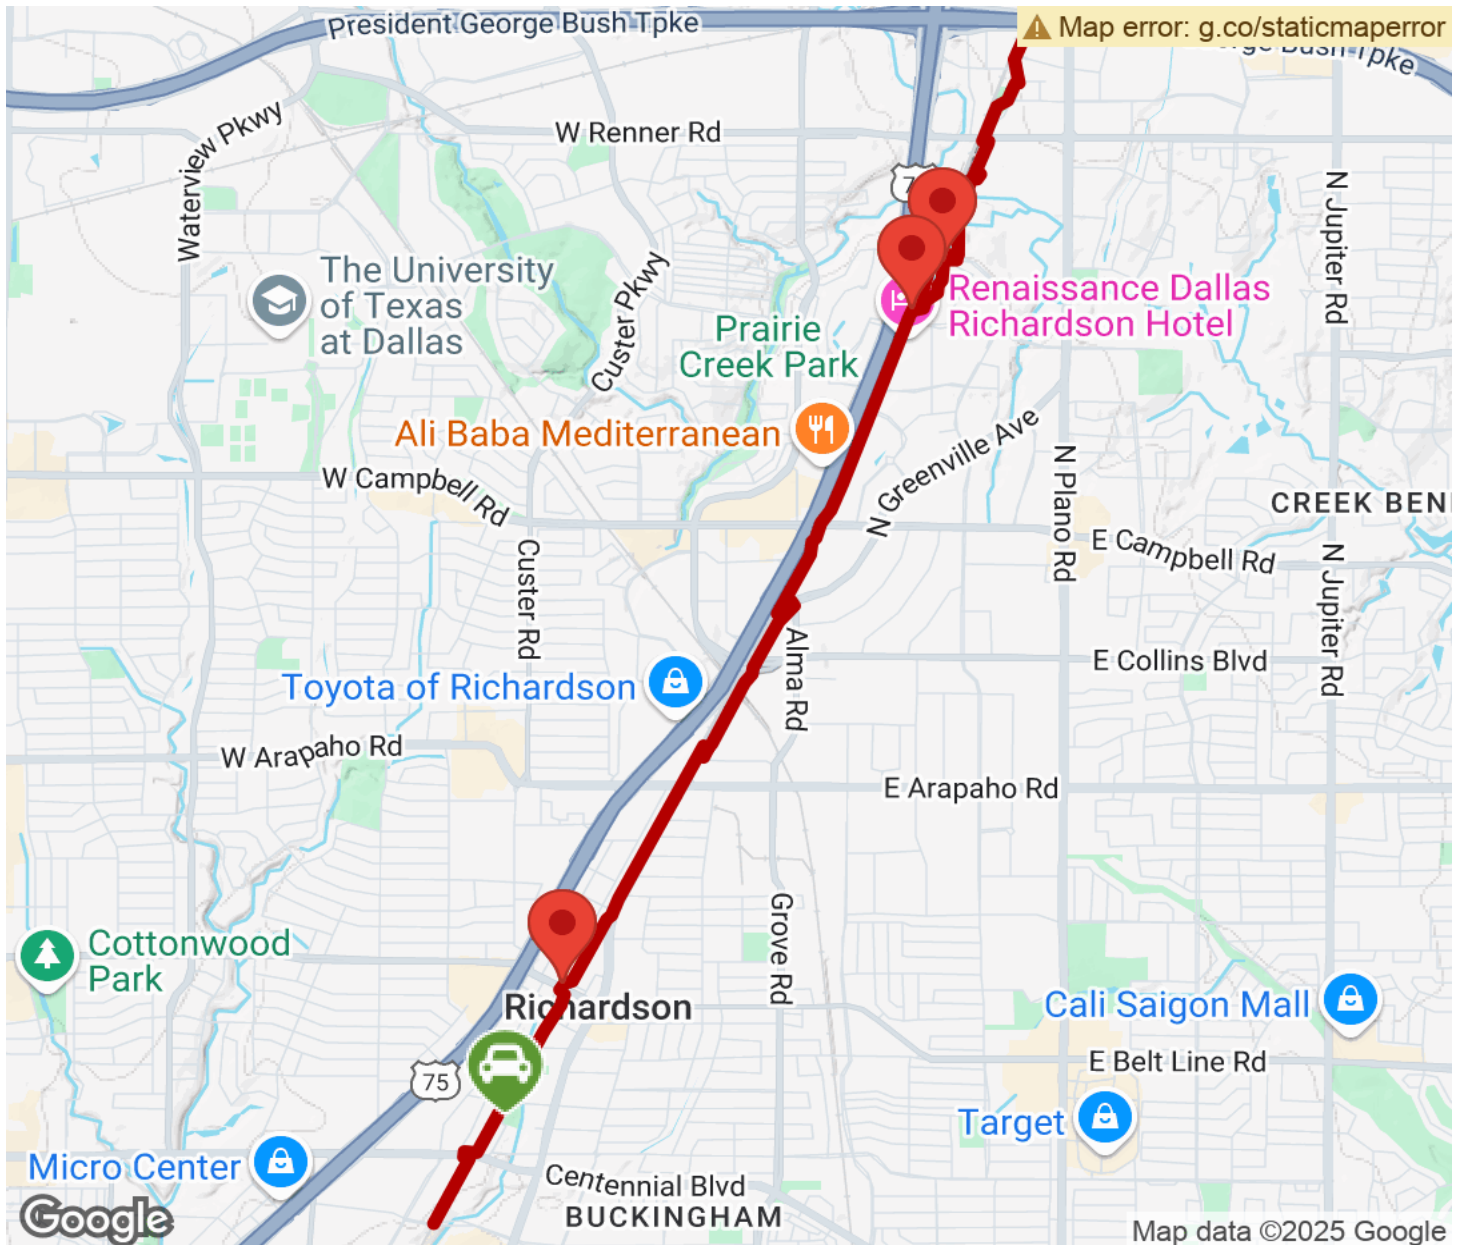 President George Bush Tpke
Map error: g.co/staticmaperror
rge Bush Tpke
W Renner Rd
Waterview Pkwy
7
N Jupiter Rd
The University
of Texas
at Dallas
Custer Pkwy
Renaissance Dallas
Richardson Hotel
Prairie
Creek Park
Ali Baba Mediterranean
N Greenville Ave
W Campbell Rd
N Plano Rd
CREEK BEN
E Campbell Rd
Custer Rd
N Jupiter Rd
Alma Rd
E Collins Blvd
Toyota of Richardson
W Arapaho Rd
E Arapaho Rd
Grove Rd
Cottonwood
Park
Richardson
Cali Saigon Mall
75
E Belt Line Rd
Target
Micro Center
Centennial Blvd
BUCKINGHAM
Google
Map data ©2025 Google